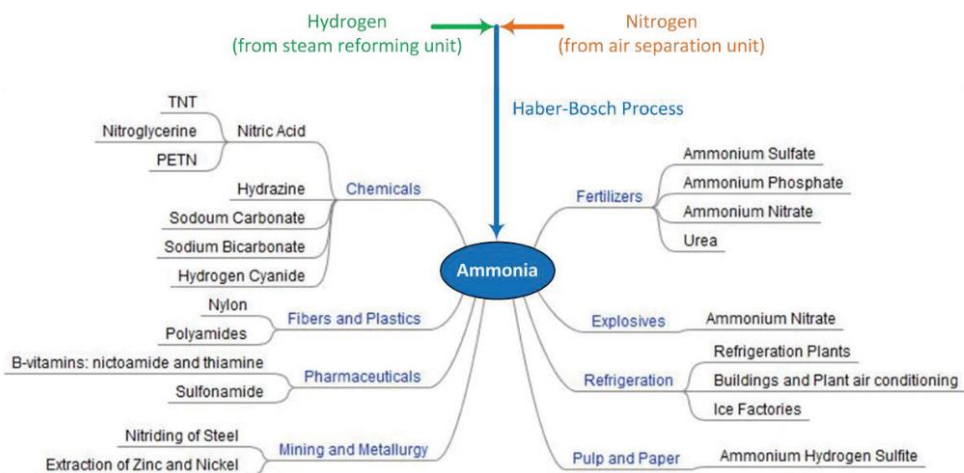 Hydrogen
(from steam reforming unit)
Nitrogen
(from air separation unit)
Haber-Bosch Process
TNT
Nitroglycerine
PETN
Nitric Acid
Hydrazine
Sodoum Carbonate
Sodium Bicarbonate
Hydrogen Cyanide
Chemicals
Nylon
Polyamides
Fibers and Plastics
B-vitamins: nictoamide and thiamine
Sulfonamide
Pharmaceuticals
Nitriding of Steel
Extraction of Zinc and Nickel
Mining and Metallurgy
Ammonia
Fertilizers
Ammonium Sulfate
Ammonium Phosphate
Ammonium Nitrate
Urea
Explosives
Ammonium Nitrate
Refrigeration
Refrigeration Plants
Buildings and Plant air conditioning
Ice Factories
Pulp and Paper
Ammonium Hydrogen Sulfite